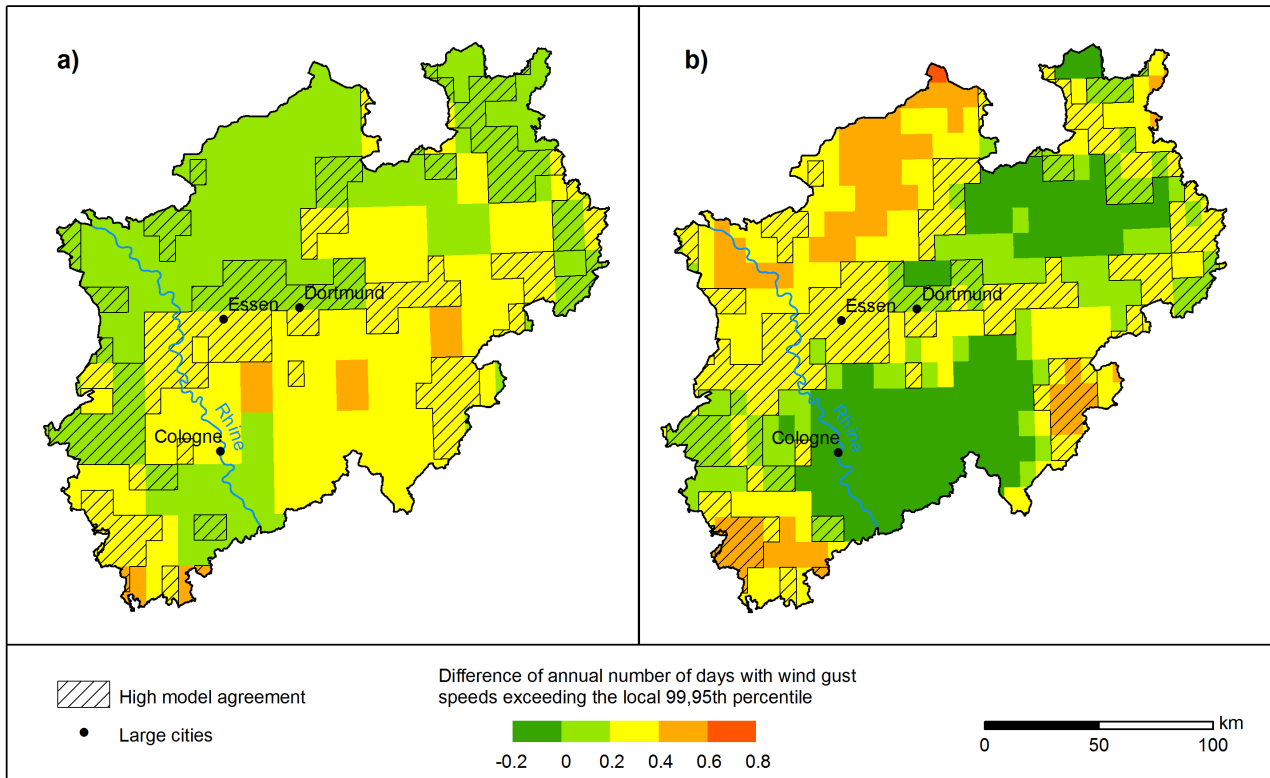 a)
Essen
Dortmund
Rhine
Cologne
b)
Essen
Dortmund
Rhine
Cologne
High model agreement
Large cities
Difference of annual number of days with wind gust
speeds exceeding the local 99,95th percentile
-0.2 0 0.2 0.4 0.6 0.8
km
0 50 100